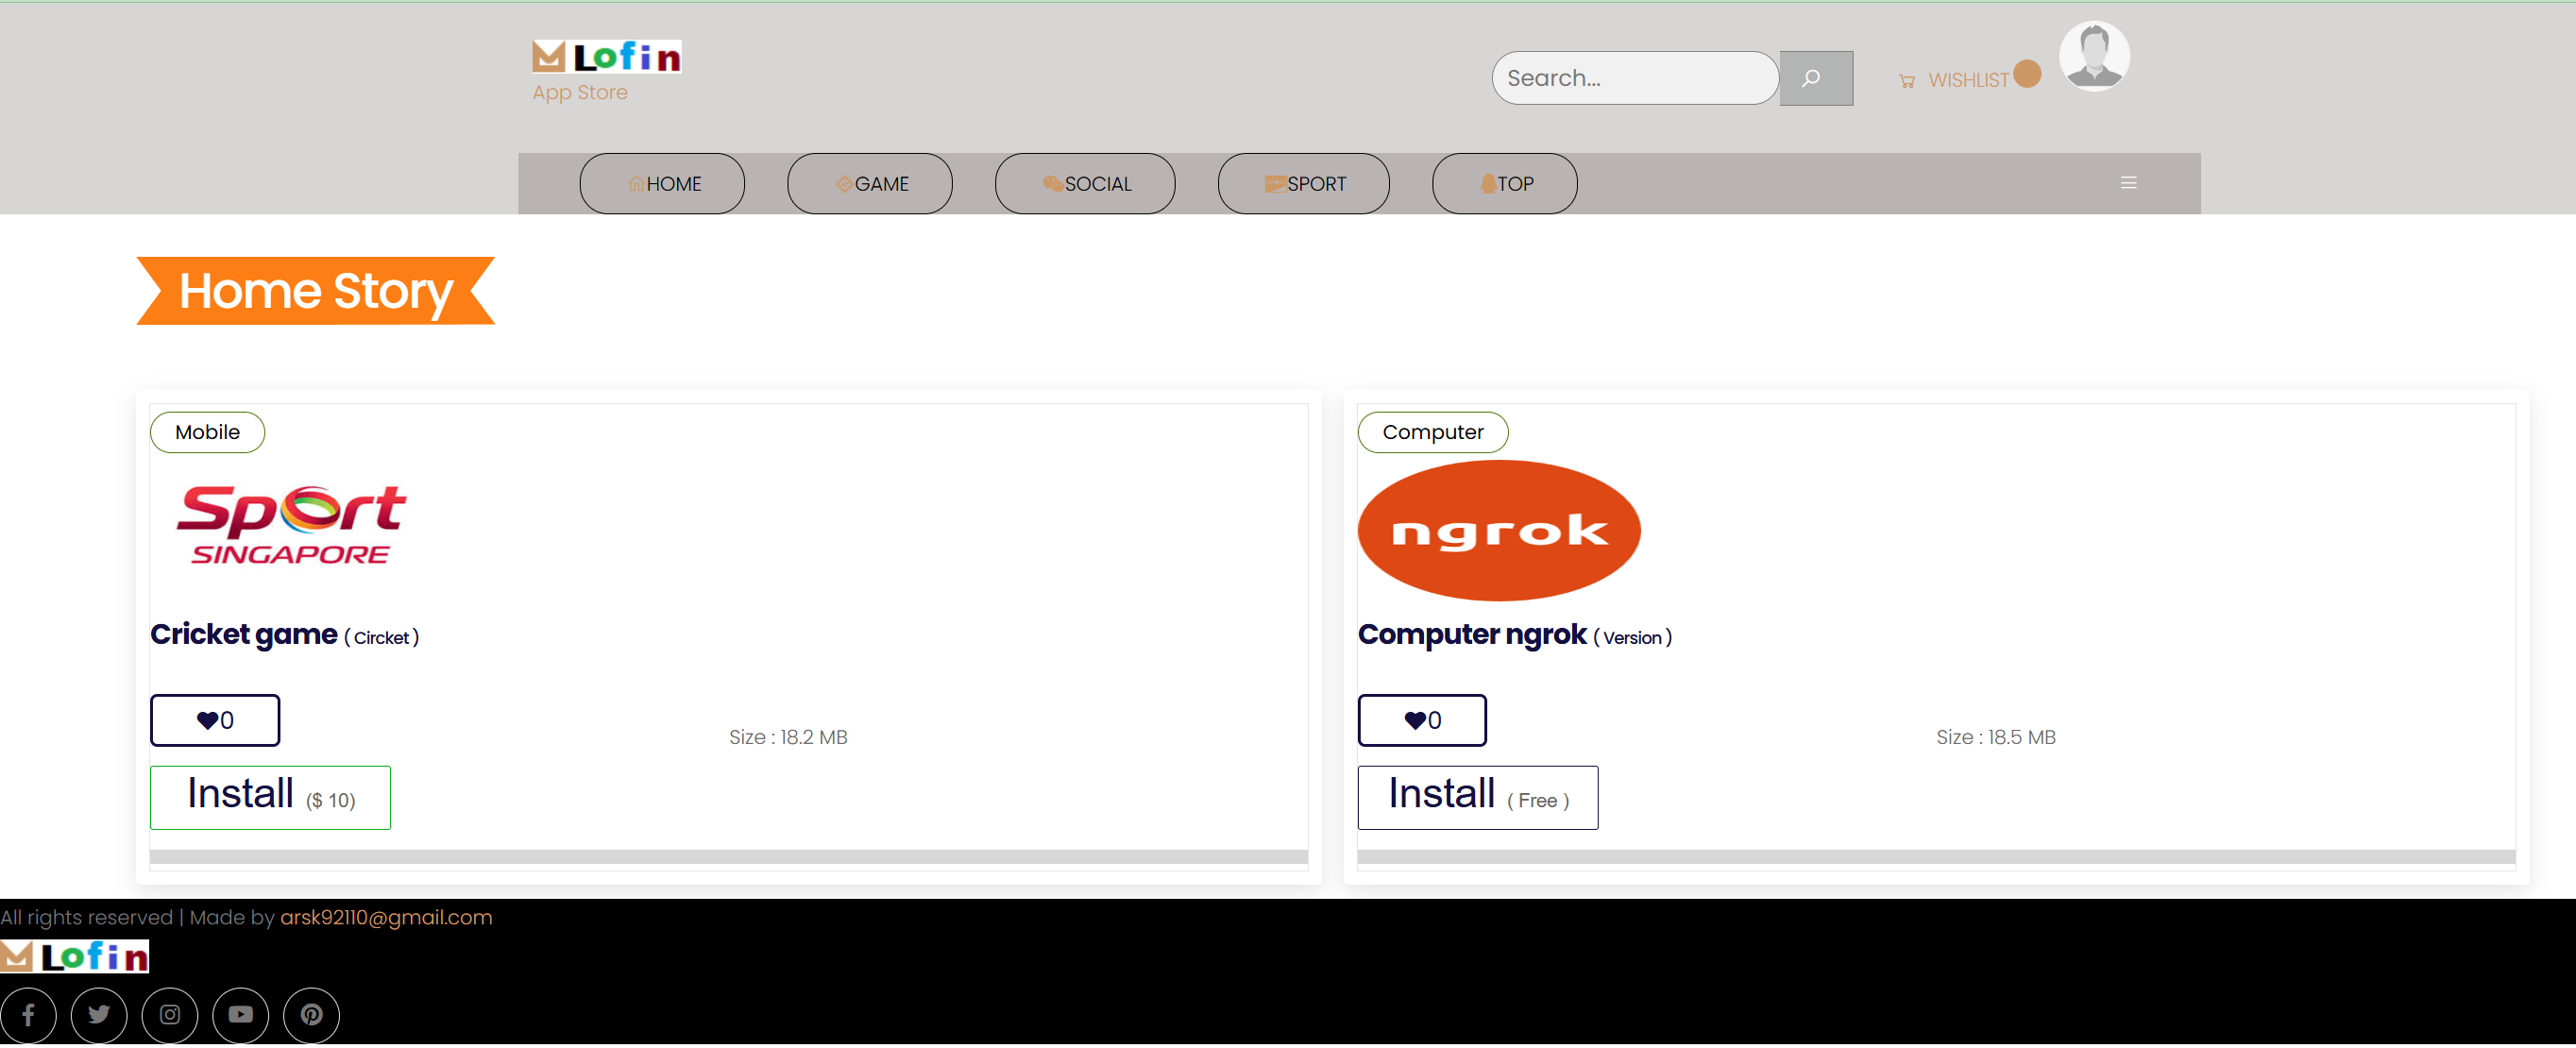 Lofin
App Store
Search...
WISHLIST
HOME
GAME
SOCIAL
SPORT
TOP
Home Story
Mobile
Sport
SINGAPORE
Cricket game ( Circket )
0
Size : 18.2 MB
Install ($ 10)
Computer
ngrok
Computer ngrok ( Version )
0
Size : 18.5 MB
Install ( Free )
All rights reserved | Made by arsk92110@gmail.com
Lofin